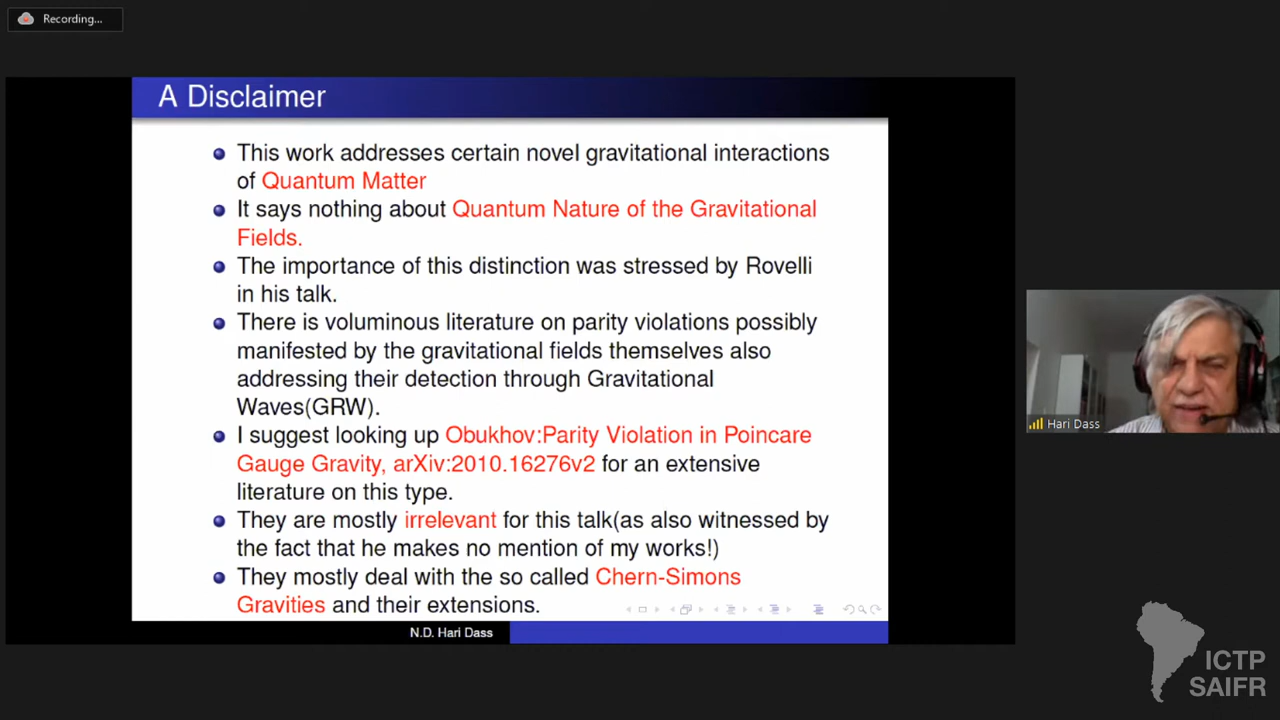 Recording...
A Disclaimer
This work addresses certain novel gravitational interactions
of Quantum Matter
It says nothing about Quantum Nature of the Gravitational
Fields.
The importance of this distinction was stressed by Rovelli
in his talk.
There is voluminous literature on parity violations possibly
manifested by the gravitational fields themselves also
addressing their detection through Gravitational
Waves(GRW).
I suggest looking up Obukhov:Parity Violation in Poincare
Gauge Gravity, arXiv:2010.16276v2 for an extensive
literature on this type.
They are mostly irrelevant for this talk(as also witnessed by
the fact that he makes no mention of my works!)
They mostly deal with the so called Chern-Simons
Gravities and their extensions.
N.D. Hari Dass
Hari Dass
ICTP
SAIFR